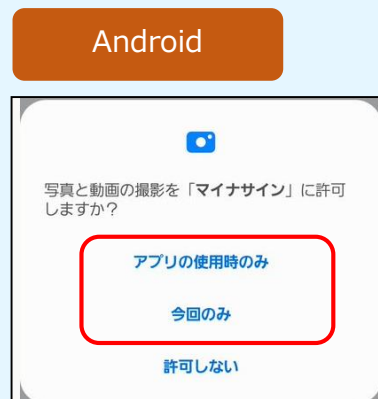 Android
写真と動画の撮影を「マイナサイン」に許可
しますか？
アプリの使用時のみ
今回のみ
許可しない